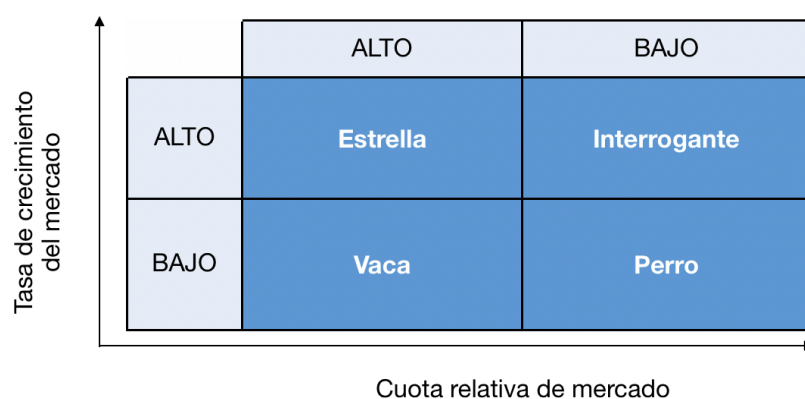 ALTO BAJO
Tasa de crecimiento
del mercado
ALTO Estrella Interrogante
BAJO Vaca Perro
Cuota relativa de mercado